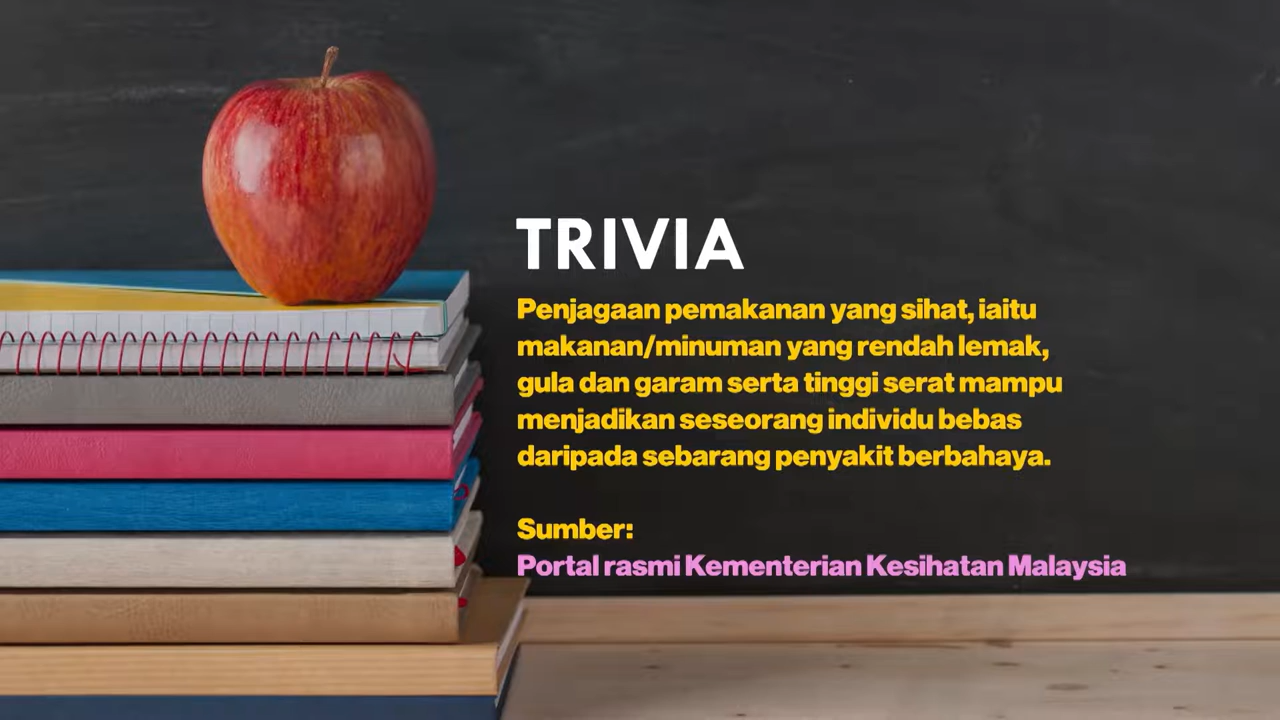 TRIVIA
Penjagaan pemakanan yang sihat, iaitu
makanan/minuman yang rendah lemak,
gula dan garam serta tinggi serat mampu
menjadikan seseorang individu bebas
daripada sebarang penyakit berbahaya.
Sumber:
Portal rasmi Kementerian Kesihatan Malaysia